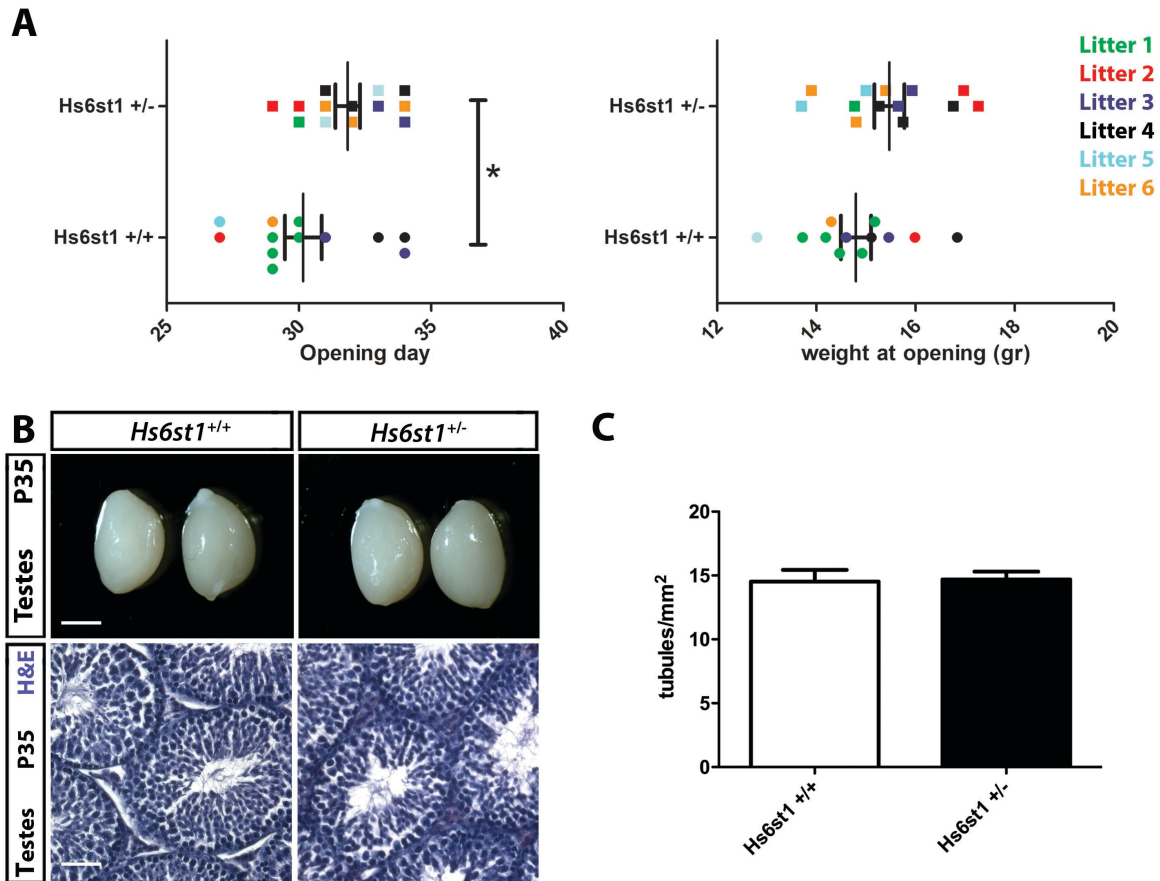 A
Hs6st1 +/-
Hs6st1 +/+
*
25
30
35
40
Opening day
Hs6st1 +/-
Hs6st1 +/+
12
14
16
18
20
weight at opening (gr)
Litter 1
Litter 2
Litter 3
Litter 4
Litter 5
Litter 6
B
Hs6st1+/+
Hs6st1+/-
Testes P35
Testes P35 H&E
C
20
15
10
5
0
tubules/mm²
Hs6st1 +/+
Hs6st1 +/-